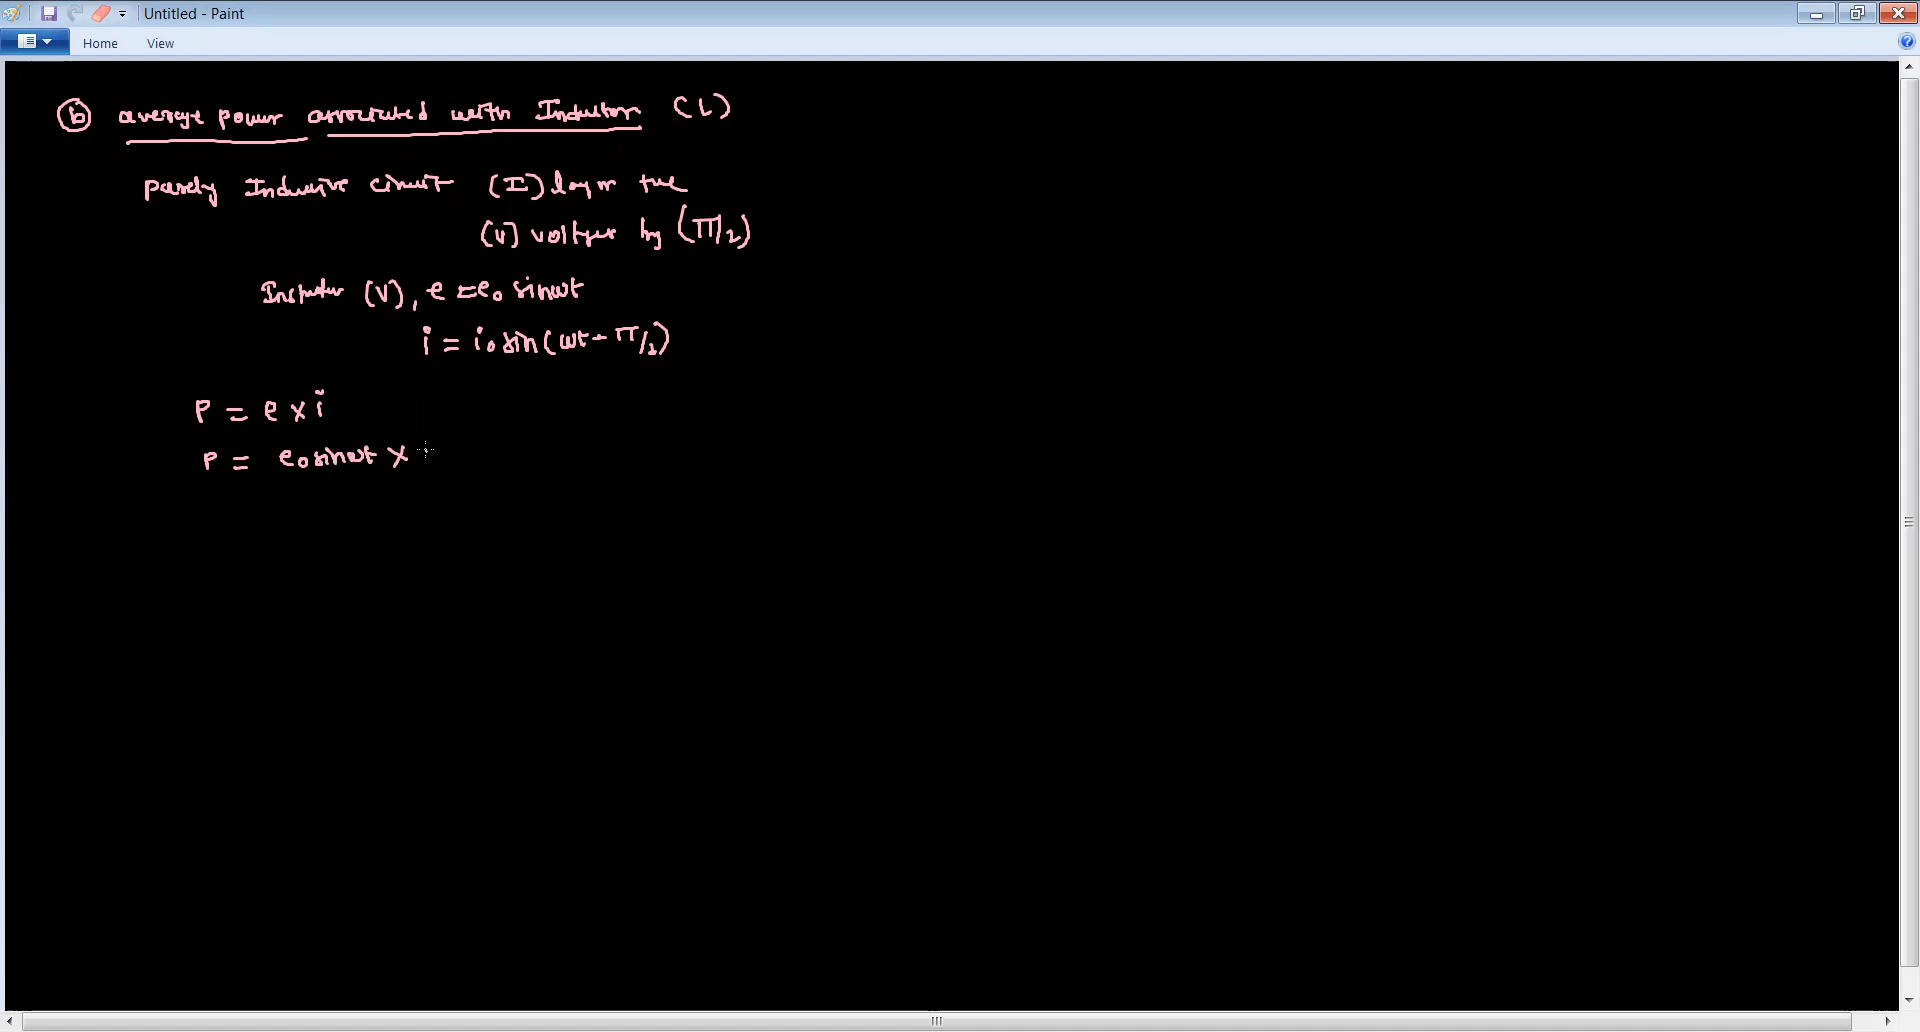 Untitled - Paint
Home View
(b) average power associated with Inductor (L)
Purely Inductive circuit (I) lags the
(V) voltage by (π/2)
(V), e = e₀ sinωt
i = i₀ sin(ωt - π/2)
P = e × i
P = e₀ sinωt ×